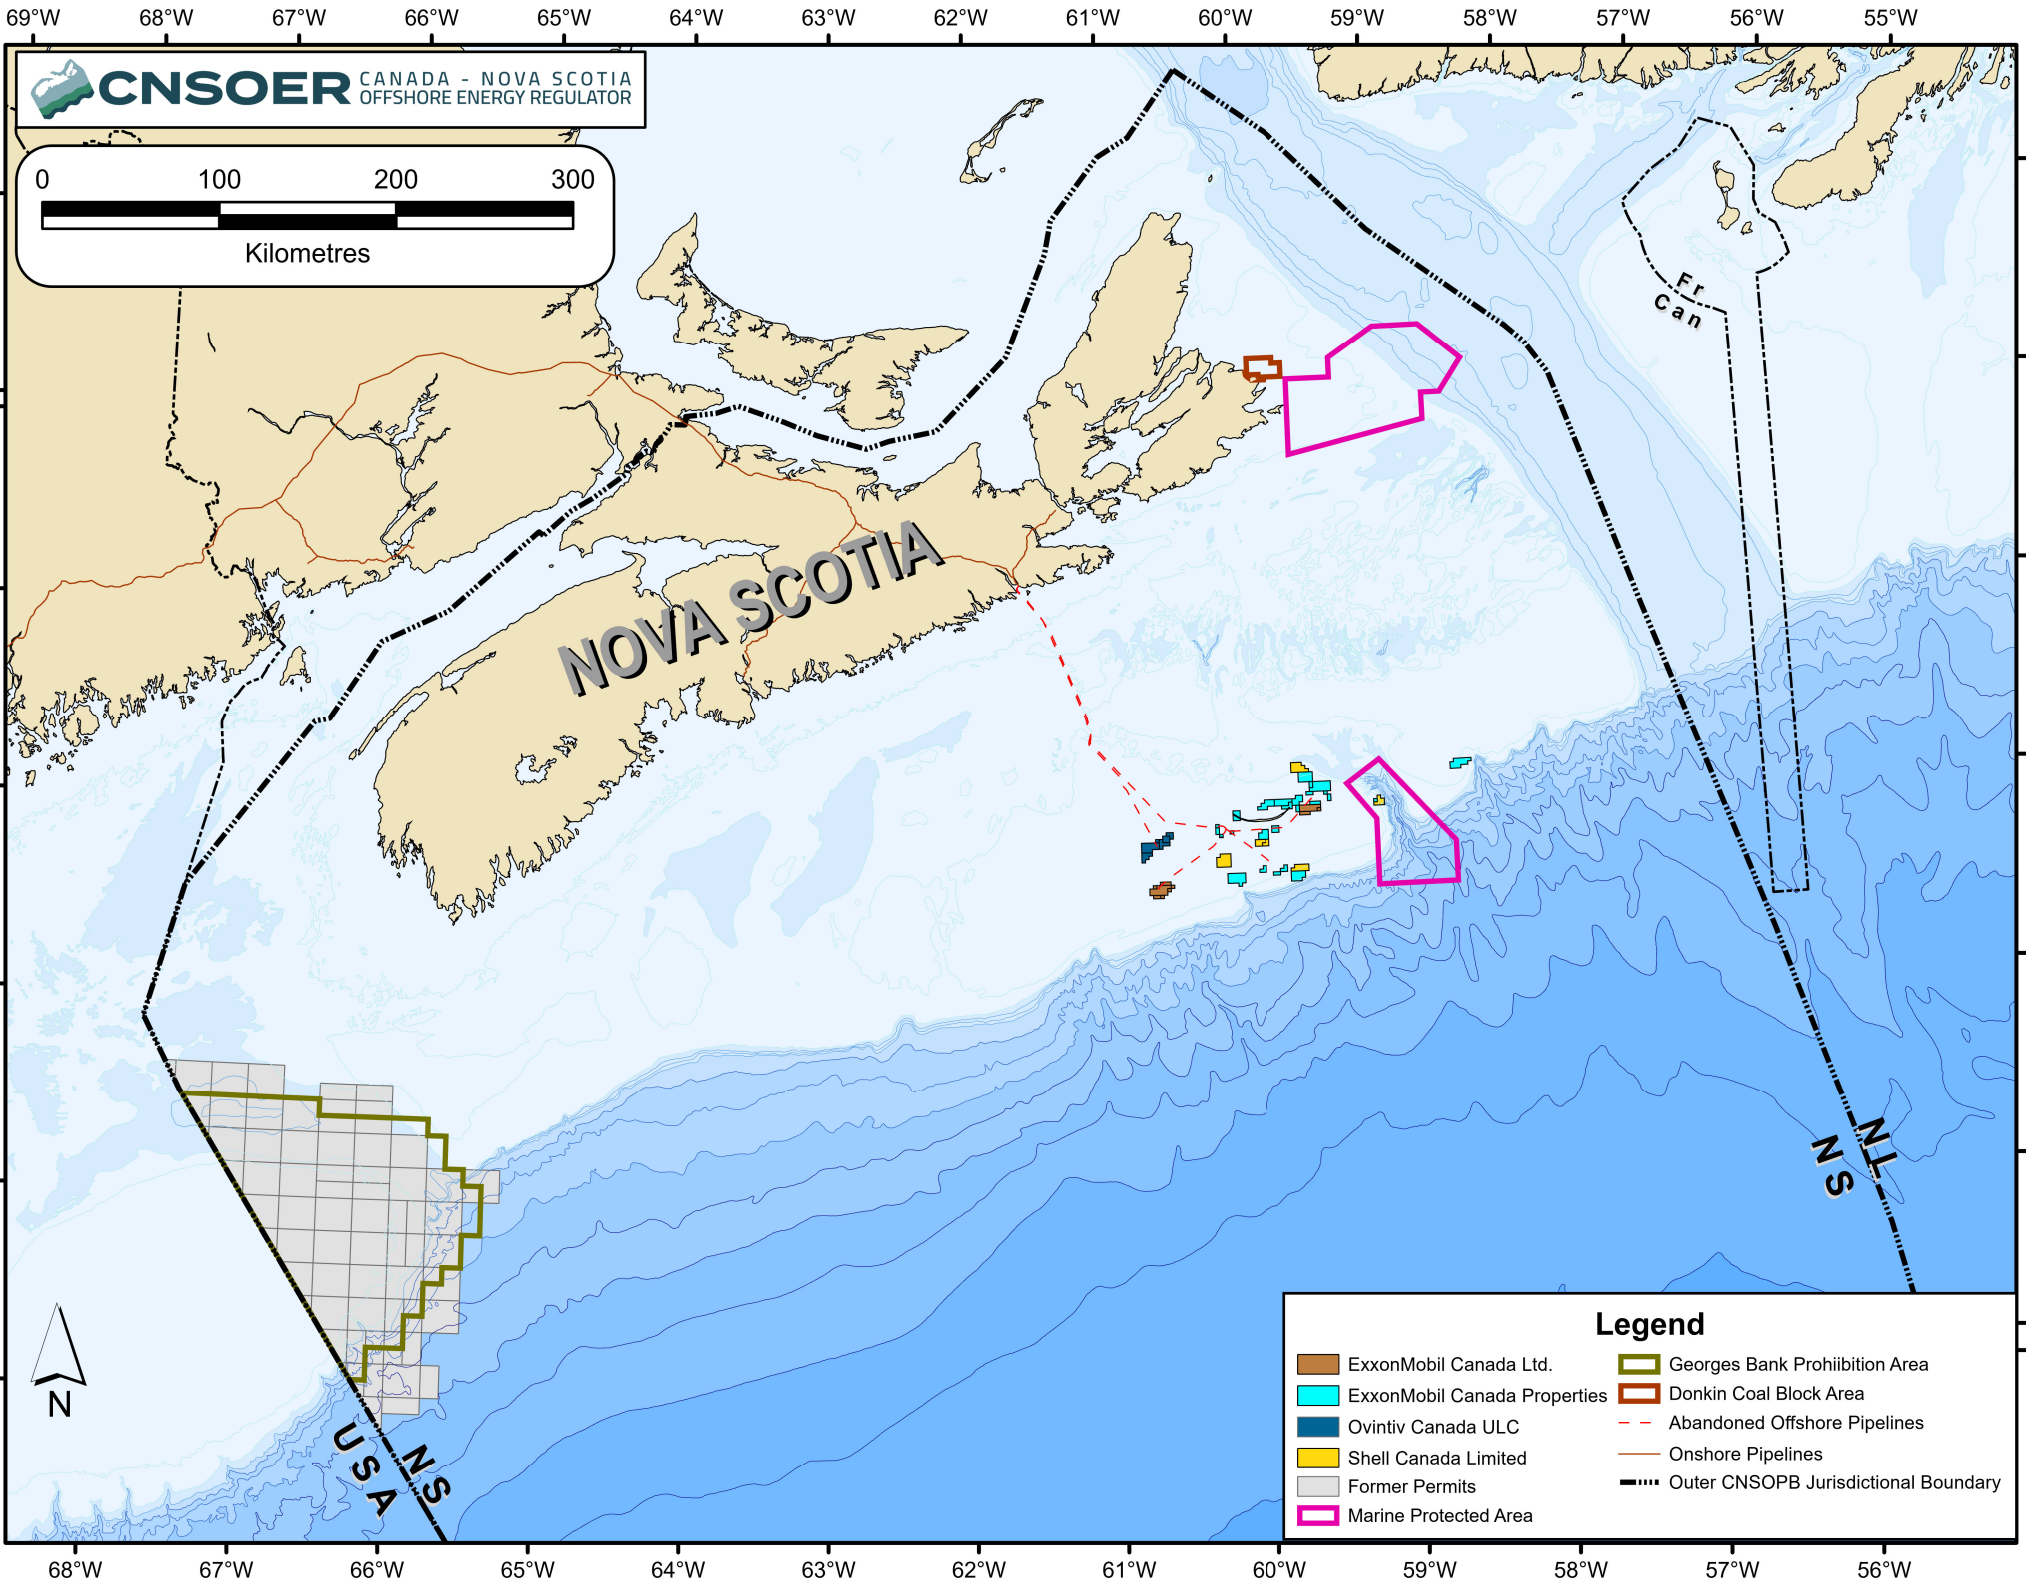 69°W 68°W 67°W 66°W 65°W 64°W 63°W 62°W 61°W 60°W 59°W 58°W 57°W 56°W 55°W
CNSOER CANADA - NOVA SCOTIA
OFFSHORE ENERGY REGULATOR
0 100 200 300
Kilometres
Fr
Can
NOVA SCOTIA
NL
NS
NS
USA
N
Legend
ExxonMobil Canada Ltd.
ExxonMobil Canada Properties
Ovintiv Canada ULC
Shell Canada Limited
Former Permits
Marine Protected Area
Georges Bank Prohiibition Area
Donkin Coal Block Area
Abandoned Offshore Pipelines
Onshore Pipelines
Outer CNSOPB Jurisdictional Boundary
68°W 67°W 66°W 65°W 64°W 63°W 62°W 61°W 60°W 59°W 58°W 57°W 56°W